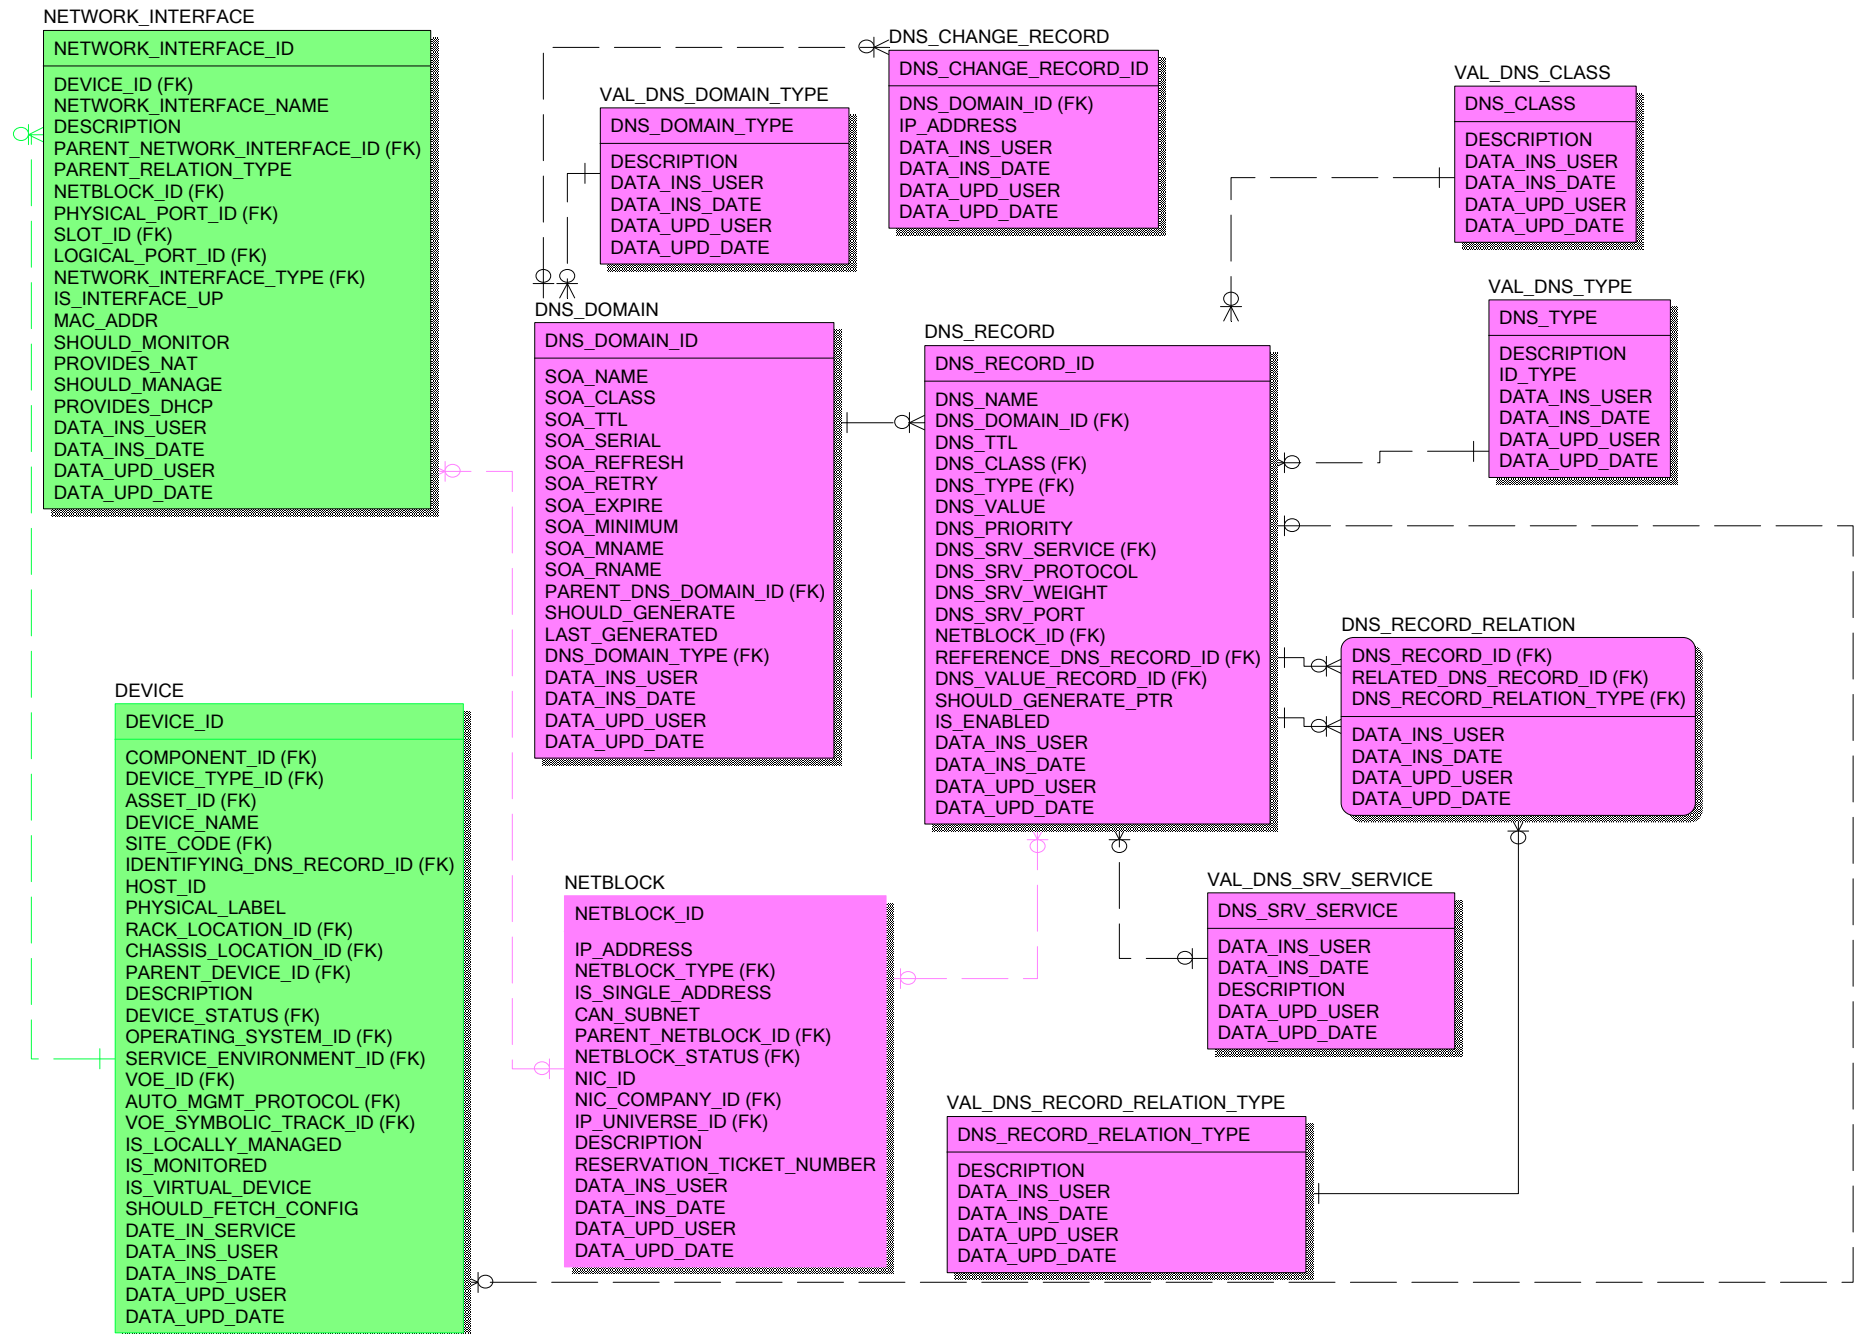 NETWORK_INTERFACE
NETWORK_INTERFACE_ID
DEVICE_ID (FK)
NETWORK_INTERFACE_NAME
DESCRIPTION
PARENT_NETWORK_INTERFACE_ID (FK)
PARENT_RELATION_TYPE
NETBLOCK_ID (FK)
PHYSICAL_PORT_ID (FK)
SLOT_ID (FK)
LOGICAL_PORT_ID (FK)
NETWORK_INTERFACE_TYPE (FK)
IS_INTERFACE_UP
MAC_ADDR
SHOULD_MONITOR
PROVIDES_NAT
SHOULD_MANAGE
PROVIDES_DHCP
DATA_INS_USER
DATA_INS_DATE
DATA_UPD_USER
DATA_UPD_DATE
VAL_DNS_DOMAIN_TYPE
DNS_DOMAIN_TYPE
DESCRIPTION
DATA_INS_USER
DATA_INS_DATE
DATA_UPD_USER
DATA_UPD_DATE
DNS_CHANGE_RECORD
DNS_CHANGE_RECORD_ID
DNS_DOMAIN_ID (FK)
IP_ADDRESS
DATA_INS_USER
DATA_INS_DATE
DATA_UPD_USER
DATA_UPD_DATE
VAL_DNS_CLASS
DNS_CLASS
DESCRIPTION
DATA_INS_USER
DATA_INS_DATE
DATA_UPD_USER
DATA_UPD_DATE
VAL_DNS_TYPE
DNS_TYPE
DESCRIPTION
ID_TYPE
DATA_INS_USER
DATA_INS_DATE
DATA_UPD_USER
DATA_UPD_DATE
DNS_DOMAIN
DNS_DOMAIN_ID
SOA_NAME
SOA_CLASS
SOA_TTL
SOA_SERIAL
SOA_REFRESH
SOA_RETRY
SOA_EXPIRE
SOA_MINIMUM
SOA_MNAME
SOA_RNAME
PARENT_DNS_DOMAIN_ID (FK)
SHOULD_GENERATE
LAST_GENERATED
DNS_DOMAIN_TYPE (FK)
DATA_INS_USER
DATA_INS_DATE
DATA_UPD_USER
DATA_UPD_DATE
DNS_RECORD
DNS_RECORD_ID
DNS_NAME
DNS_DOMAIN_ID (FK)
DNS_TTL
DNS_CLASS (FK)
DNS_TYPE (FK)
DNS_VALUE
DNS_PRIORITY
DNS_SRV_SERVICE (FK)
DNS_SRV_PROTOCOL
DNS_SRV_WEIGHT
DNS_SRV_PORT
NETBLOCK_ID (FK)
REFERENCE_DNS_RECORD_ID (FK)
DNS_VALUE_RECORD_ID (FK)
SHOULD_GENERATE_PTR
IS_ENABLED
DATA_INS_USER
DATA_INS_DATE
DATA_UPD_USER
DATA_UPD_DATE
DNS_RECORD_RELATION
DNS_RECORD_ID (FK)
RELATED_DNS_RECORD_ID (FK)
DNS_RECORD_RELATION_TYPE (FK)
DATA_INS_USER
DATA_INS_DATE
DATA_UPD_USER
DATA_UPD_DATE
DEVICE
DEVICE_ID
COMPONENT_ID (FK)
DEVICE_TYPE_ID (FK)
ASSET_ID (FK)
DEVICE_NAME
SITE_CODE (FK)
IDENTIFYING_DNS_RECORD_ID (FK)
HOST_ID
PHYSICAL_LABEL
RACK_LOCATION_ID (FK)
CHASSIS_LOCATION_ID (FK)
PARENT_DEVICE_ID (FK)
DESCRIPTION
DEVICE_STATUS (FK)
OPERATING_SYSTEM_ID (FK)
SERVICE_ENVIRONMENT_ID (FK)
VOE_ID (FK)
AUTO_MGMT_PROTOCOL (FK)
VOE_SYMBOLIC_TRACK_ID (FK)
IS_LOCALLY_MANAGED
IS_MONITORED
IS_VIRTUAL_DEVICE
SHOULD_FETCH_CONFIG
DATE_IN_SERVICE
DATA_INS_USER
DATA_INS_DATE
DATA_UPD_USER
DATA_UPD_DATE
NETBLOCK
NETBLOCK_ID
IP_ADDRESS
NETBLOCK_TYPE (FK)
IS_SINGLE_ADDRESS
CAN_SUBNET
PARENT_NETBLOCK_ID (FK)
NETBLOCK_STATUS (FK)
NIC_ID
NIC_COMPANY_ID (FK)
IP_UNIVERSE_ID (FK)
DESCRIPTION
RESERVATION_TICKET_NUMBER
DATA_INS_USER
DATA_INS_DATE
DATA_UPD_USER
DATA_UPD_DATE
VAL_DNS_SRV_SERVICE
DNS_SRV_SERVICE
DATA_INS_USER
DATA_INS_DATE
DESCRIPTION
DATA_UPD_USER
DATA_UPD_DATE
VAL_DNS_RECORD_RELATION_TYPE
DNS_RECORD_RELATION_TYPE
DESCRIPTION
DATA_INS_USER
DATA_INS_DATE
DATA_UPD_USER
DATA_UPD_DATE